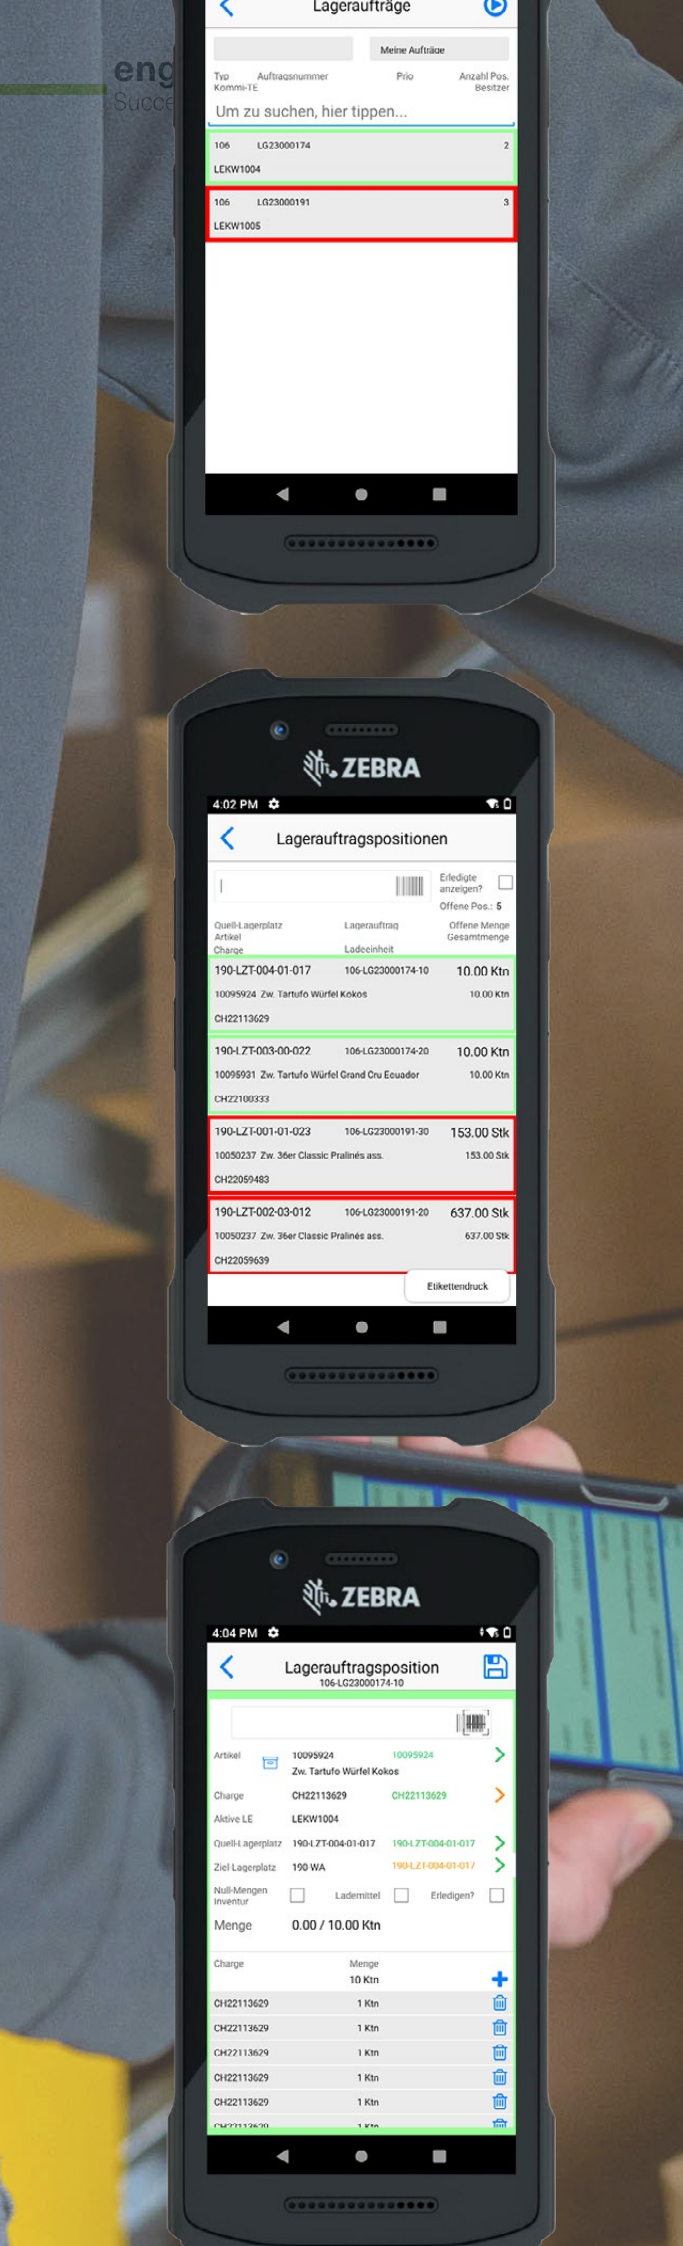 Lageraufträge
Meine Aufträge
Typ Auftragsnummer Prio Anzahl Pos.
Kommi-TE Besitzer
Um zu suchen, hier tippen...
106 LG23000174 2
LEKW1004
106 LG23000191 3
LEKW1005
ZEBRA
4:02 PM
Lagerauftragspositionen
Erledigte
anzeigen?
Offene Pos.: 5
Quell-Lagerplatz Lagerauftrag Offene Menge
Artikel Gesamtmenge
Charge Ladeeinheit
190-LZT-004-01-017 106-LG23000174-10 10.00 Ktn
10095924 Zw. Tartufo Würfel Kokos 10.00 Ktn
CH22113629
190-LZT-003-00-022 106-LG23000174-20 10.00 Ktn
10095931 Zw. Tartufo Würfel Grand Cru Ecuador 10.00 Ktn
CH22100333
190-LZT-001-01-023 106-LG23000191-30 153.00 Stk
10050237 Zw. 36er Classic Pralinés ass. 153.00 Stk
CH22059483
190-LZT-002-03-012 106-LG23000191-20 637.00 Stk
10050237 Zw. 36er Classic Pralinés ass. 637.00 Stk
CH22059639
Etikettendruck
ZEBRA
4:04 PM
Lagerauftragsposition
106-LG23000174-10
Artikel 10095924 10095924
Zw. Tartufo Würfel Kokos
Charge CH22113629 CH22113629
Aktive LE LEKW1004
Quell-Lagerplatz 190-LZT-004-01-017 190-LZT-004-01-017
Ziel-Lagerplatz 190 WA 190-LZT-004-01-017
Null-Mengen
Inventur Lademittel Erledigen?
Menge 0.00 / 10.00 Ktn
Charge Menge
10 Ktn
CH22113629 1 Ktn
CH22113629 1 Ktn
CH22113629 1 Ktn
CH22113629 1 Ktn
CH22113629 1 Ktn
CH22113629 1 Ktn